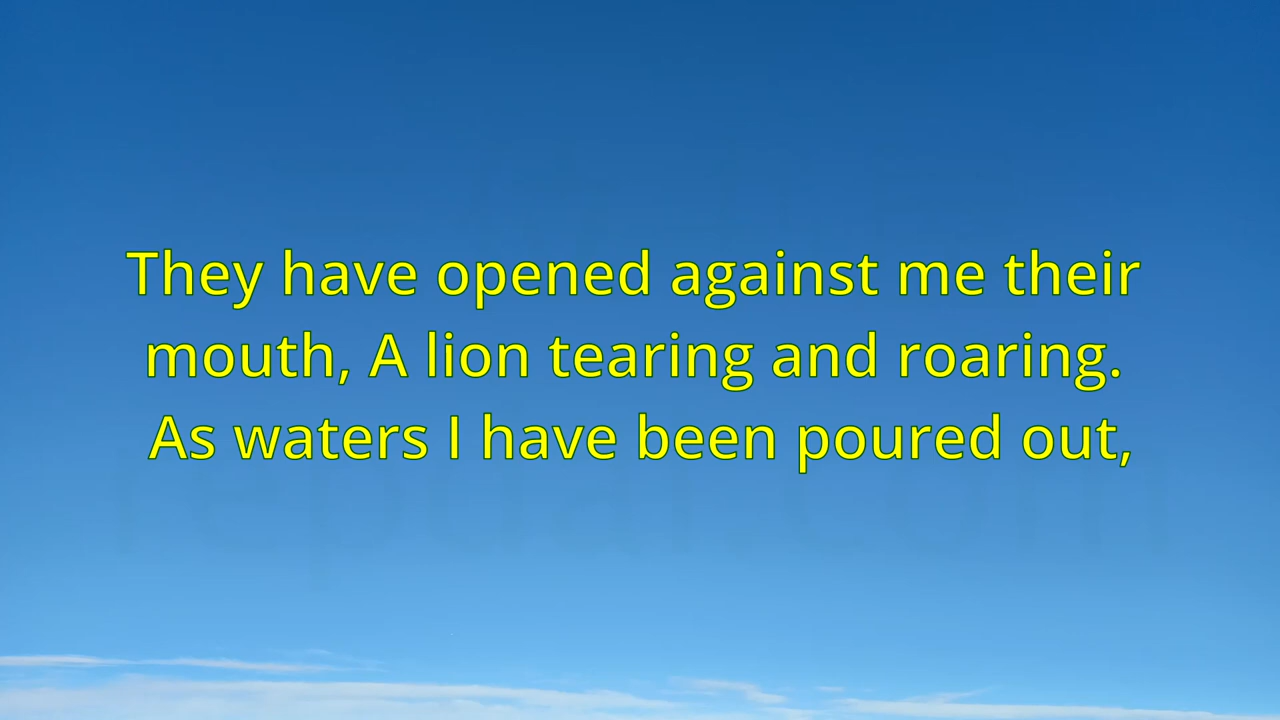 They have opened against me their
mouth, A lion tearing and roaring.
As waters I have been poured out,